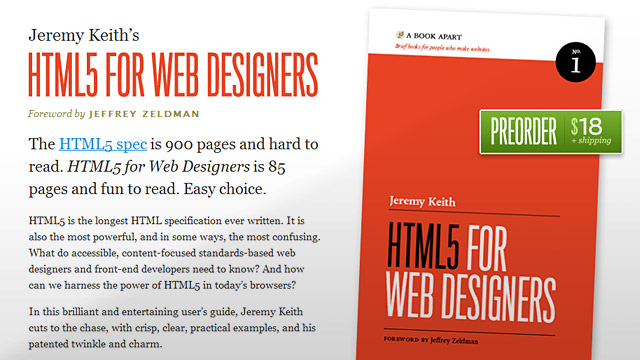 Jeremy Keith's
HTML5 FOR WEB DESIGNERS
Foreword by JEFFREY ZELDMAN
The HTML5 spec is 900 pages and hard to
read. HTML5 for Web Designers is 85
pages and fun to read. Easy choice.
HTML5 is the longest HTML specification ever written. It is
also the most powerful, and in some ways, the most confusing.
What do accessible, content-focused standards-based web
designers and front-end developers need to know? And how
can we harness the power of HTML5 in today's browsers?
In this brilliant and entertaining user's guide, Jeremy Keith
cuts to the chase, with crisp, clear, practical examples, and his
patented twinkle and charm.
A BOOK APART
Brief books for people who make websites
No.
1
PREORDER $18
+ shipping
Jeremy Keith
HTML5 FOR
WEB DESIGNERS
FOREWORD BY Jeffrey Zeldman